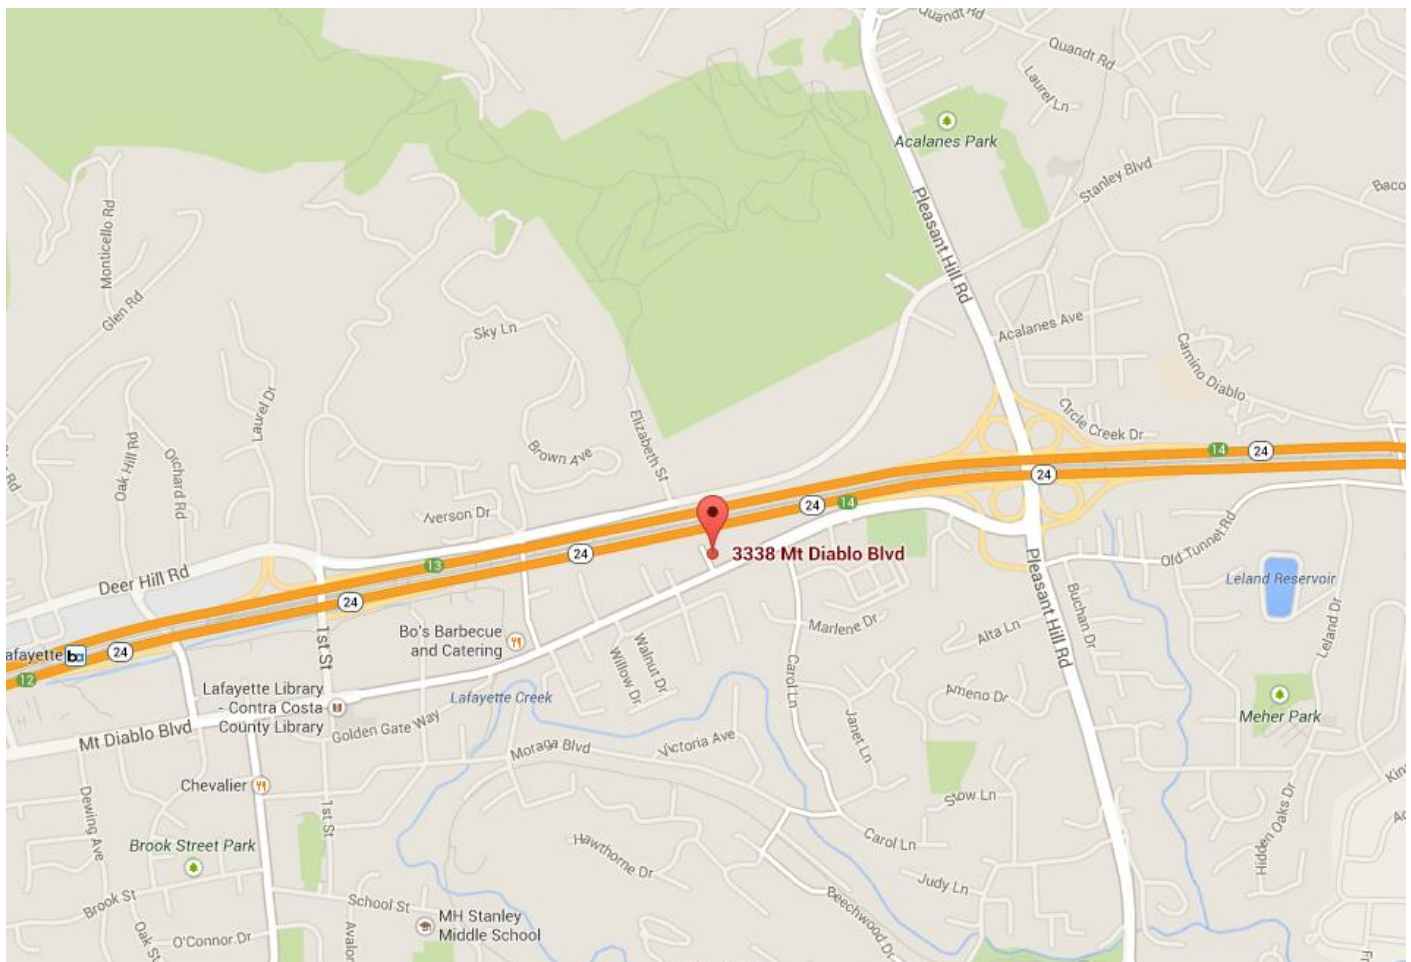 Quandt Rd
Quandt Rd
Laurel Ln
Acalanes Park
Stanley Blvd
Baco
Pleasant Hill Rd
Monticello Rd
Glen Rd
Sky Ln
Acalanes Ave
Camino Diablo
Laurel Dr
Elizabeth St
Circle Creek Dr
Oak Hill Rd
Orchard Rd
Brown Ave
Rd
14
24
24
Averson Dr
24
14
24
13
3338 Mt Diablo Blvd
Old Tunnel Rd
Deer Hill Rd
24
Leland Reservoir
Pleasant Hill Rd
Buchan Dr
Leland Dr
1st St
Bo's Barbecue
and Catering
Marlene Dr
Alta Ln
afayette
ba
24
12
Walnut Dr
Willow Dr
Carol Ln
Lafayette Library
- Contra Costa
County Library
Lafayette Creek
Ameno Dr
Meher Park
Mt Diablo Blvd
Golden Gate Way
Moraga Blvd
Victoria Ave
Janet Ln
Chevalier
Dewing Ave
1st St
Stow Ln
Hidden Oaks Dr
Brook Street Park
Hawthorne Dr
Carol Ln
Judy Ln
Beechwood Dr
Brook St
School St
Oak St
O'Connor Dr
Avalon
MH Stanley
Middle School